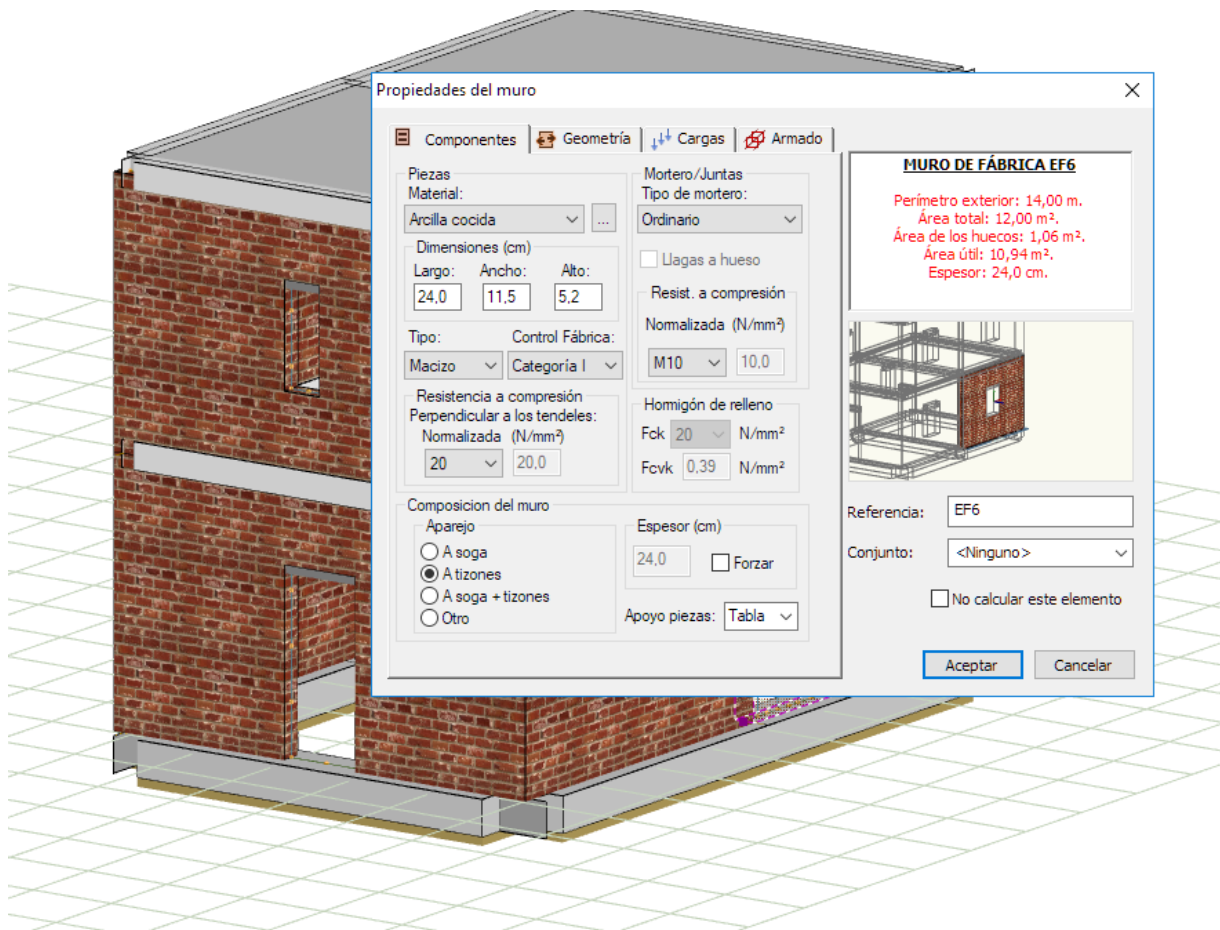 Propiedades del muro
Componentes Geometría Cargas Armado
Piezas
Material:
Arcilla cocida ...
Dimensiones (cm)
Largo: Ancho: Alto:
24,0 11,5 5,2
Tipo: Control Fábrica:
Macizo Categoría I
Resistencia a compresión
Perpendicular a los tendeles:
Normalizada (N/mm²)
20 20,0
Mortero/Juntas
Tipo de mortero:
Ordinario
Llagas a hueso
Resist. a compresión
Normalizada (N/mm²)
M10 10,0
Hormigón de relleno
Fck 20 N/mm²
Fcvk 0,39 N/mm²
Composicion del muro
Aparejo
A soga
A tizones
A soga + tizones
Otro
Espesor (cm)
24,0 Forzar
Apoyo piezas: Tabla
MURO DE FÁBRICA EF6
Perímetro exterior: 14,00 m.
Área total: 12,00 m².
Área de los huecos: 1,06 m².
Área útil: 10,94 m².
Espesor: 24,0 cm.
Referencia: EF6
Conjunto: <Ninguno>
No calcular este elemento
Aceptar Cancelar